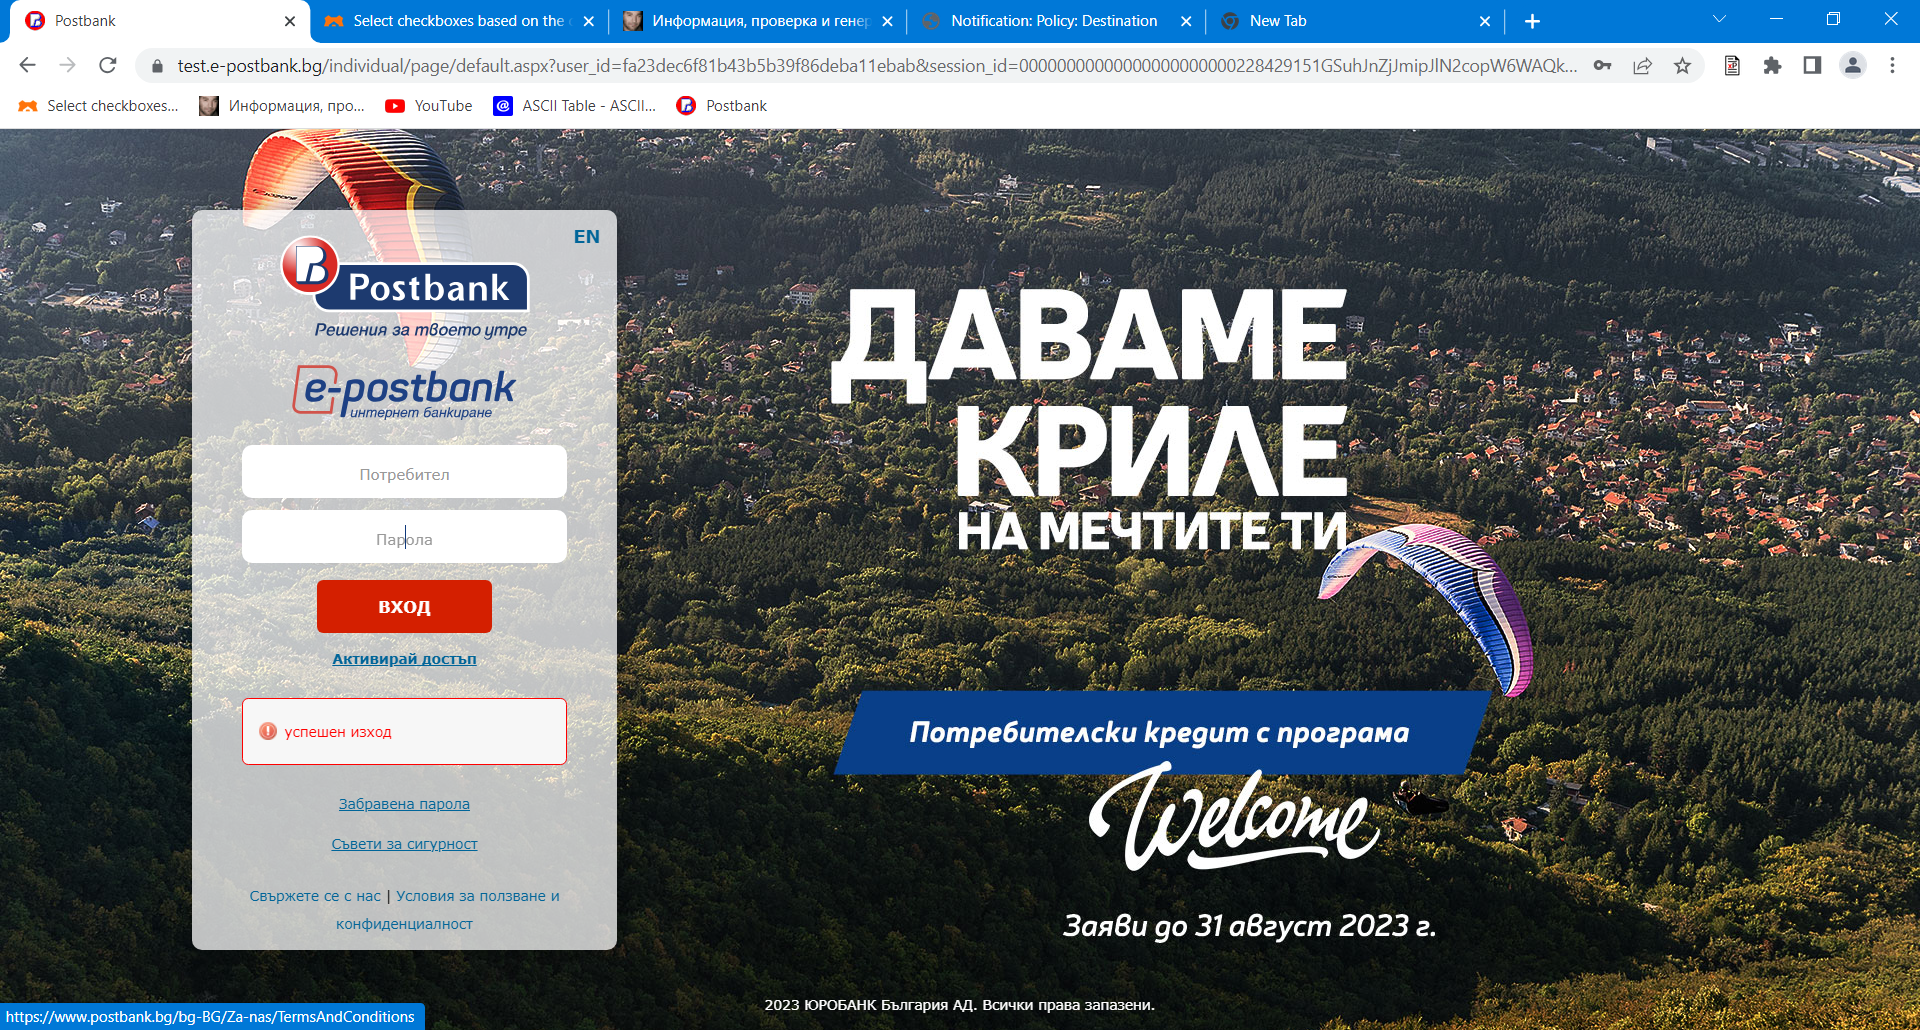 Postbank
Select checkboxes based on the
Информация, проверка и генер
Notification: Policy: Destination
New Tab
test.e-postbank.bg/individual/page/default.aspx?user_id=fa23dec6f81b43b5b39f86deba11ebab&session_id=0000000000000000000000228429151GSuhJnZjJmipJlN2copW6WAQk...
Select checkboxes...
Информация, про...
YouTube
ASCII Table - ASCII...
Postbank
EN
Postbank
Решения за твоето утре
e-postbank
интернет банкиране
Потребител
Парола
ВХОД
Активирай достъп
успешен изход
Забравена парола
Съвети за сигурност
Свържете се с нас | Условия за ползване и
конфиденциалност
ДАВАМЕ
КРИЛЕ
НА МЕЧТИТЕ ТИ
Потребителски кредит с програма
Welcome
Заяви до 31 август 2023 г.
2023 ЮРОБАНК България АД. Всички права запазени.
https://www.postbank.bg/bg-BG/Za-nas/TermsAndConditions